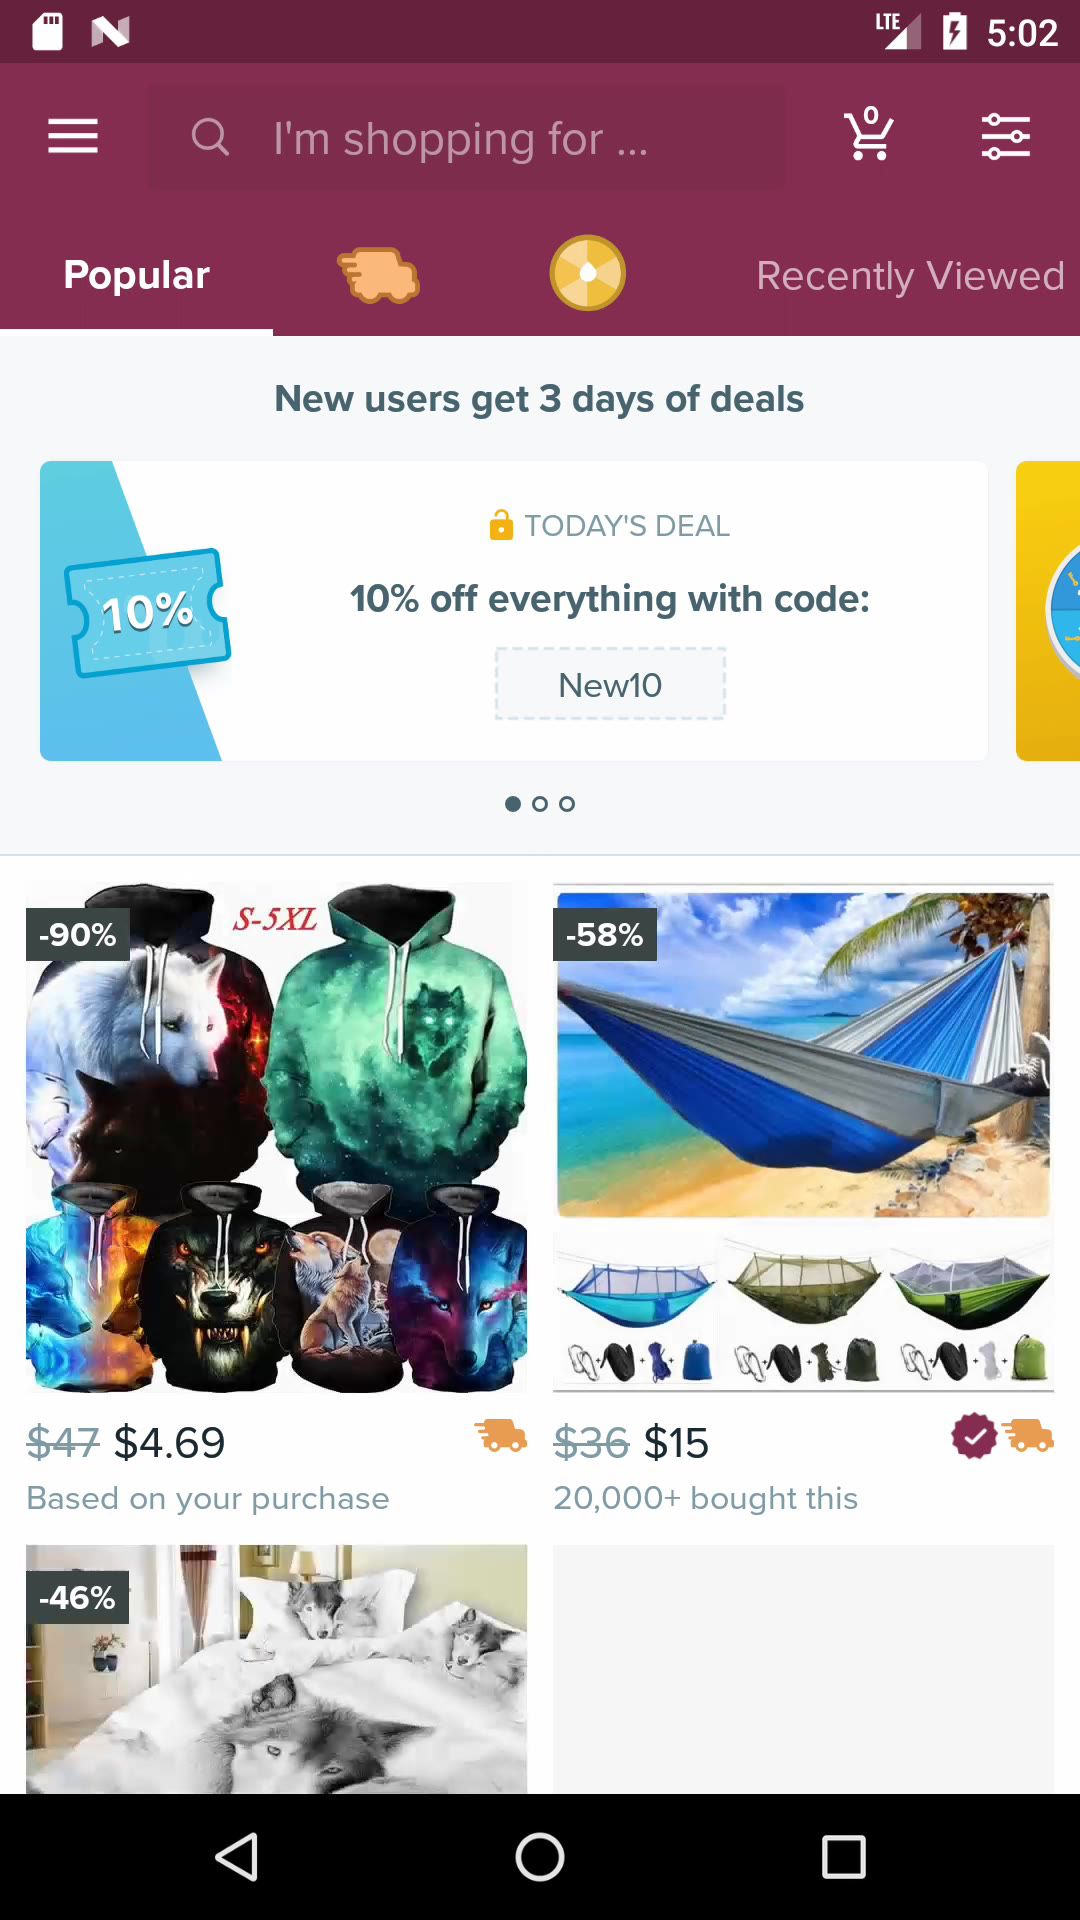 LTE 5:02
0
I'm shopping for ...
Popular
Recently Viewed
New users get 3 days of deals
10%
TODAY'S DEAL
10% off everything with code:
New10
-90%
S-5XL
-58%
$47 $4.69
$36 $15
Based on your purchase
20,000+ bought this
-46%